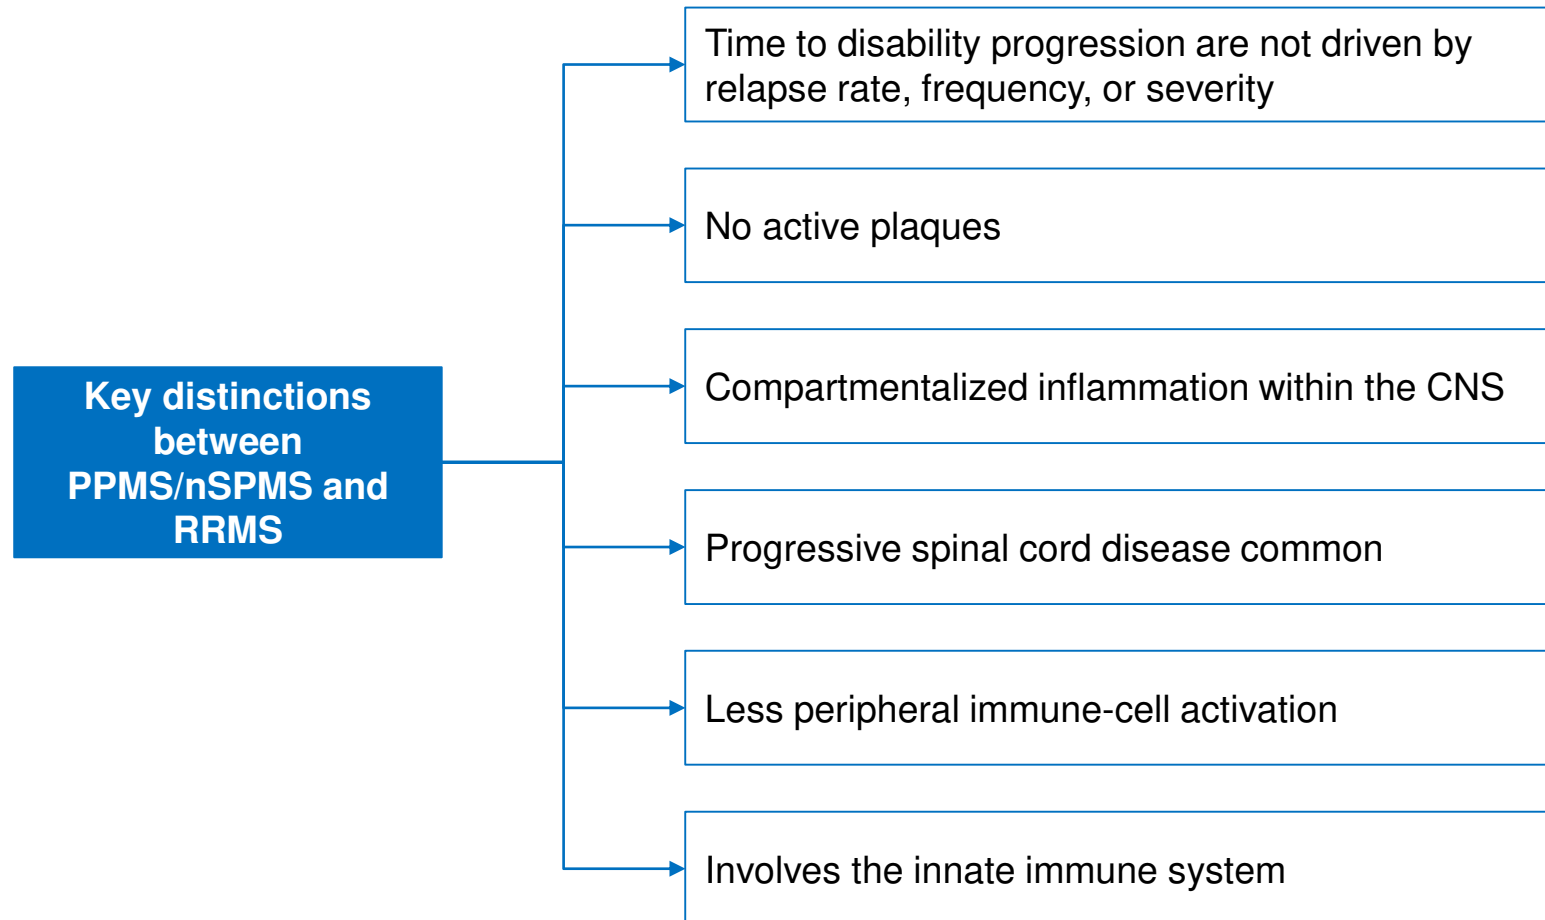 Time to disability progression are not driven by
relapse rate, frequency, or severity
No active plaques
Compartmentalized inflammation within the CNS
Key distinctions
between
PPMS/nSPMS and
RRMS
Progressive spinal cord disease common
Less peripheral immune-cell activation
Involves the innate immune system